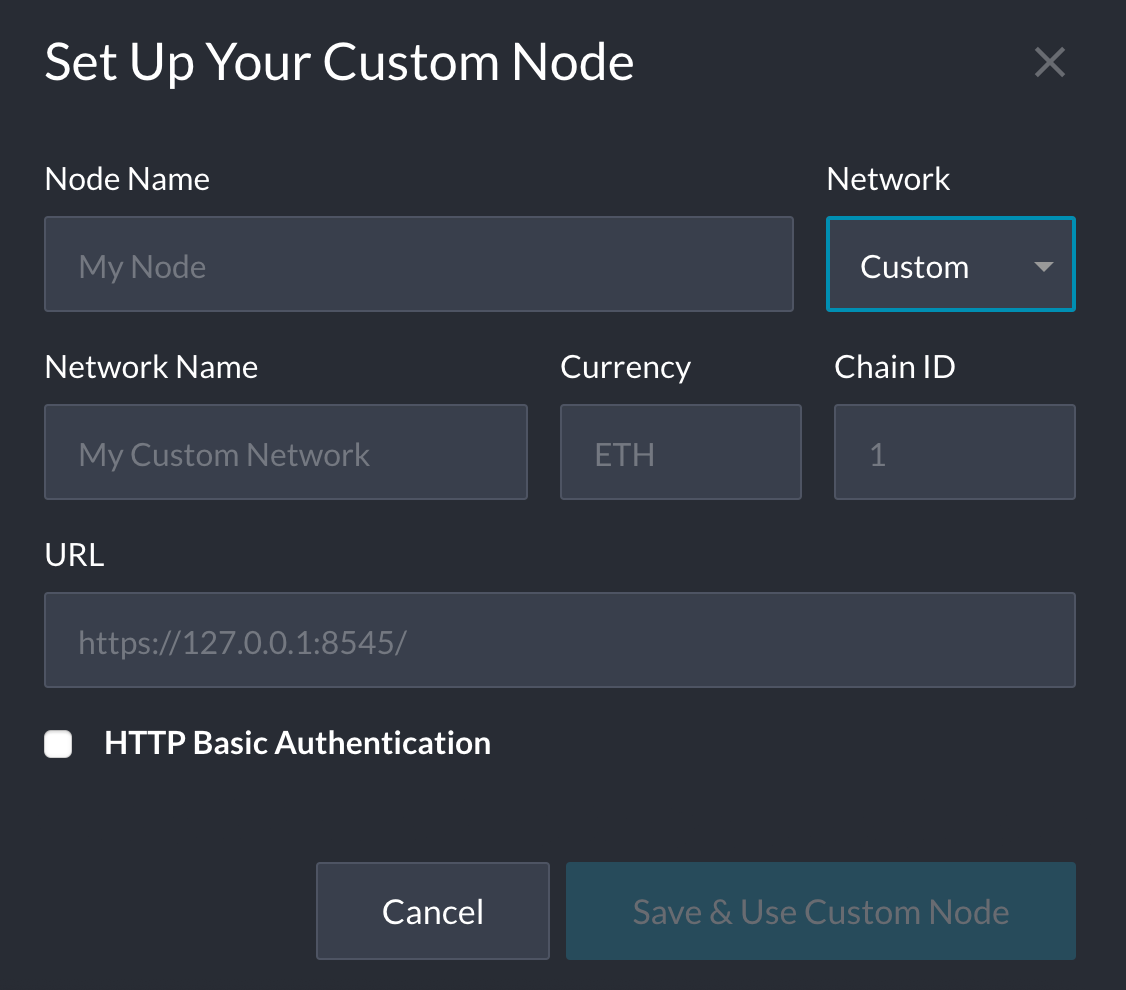 Set Up Your Custom Node
Node Name
Network
My Node
Custom
Network Name
Currency
Chain ID
My Custom Network
ETH
1
URL
https://127.0.0.1:8545/
HTTP Basic Authentication
Cancel
Save & Use Custom Node